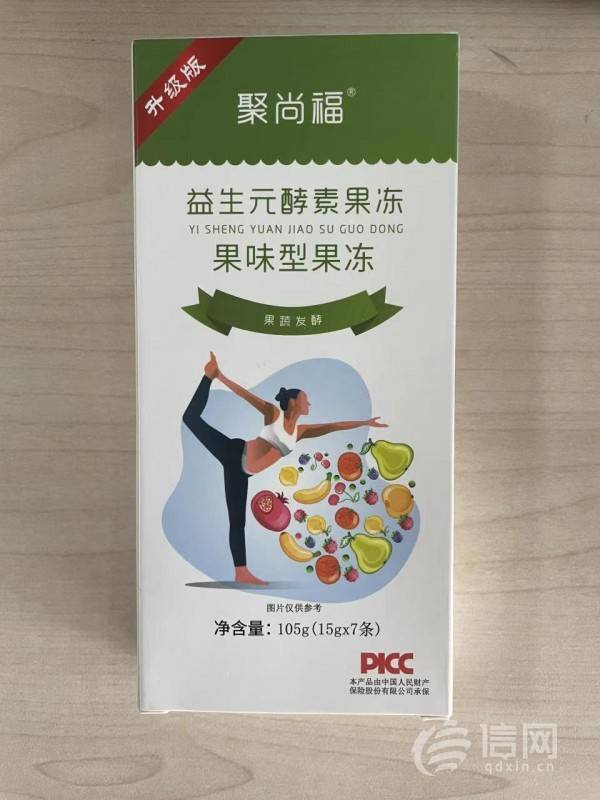 升级版
聚尚福®
益生元酵素果冻
YI SHENG YUAN JIAO SU GUO DONG
果味型果冻
果蔬发酵
图片仅供参考
净含量：105g(15gx7条)
PICC
本产品由中国人民财产
保险股份有限公司承保
信网
qdxin.cn